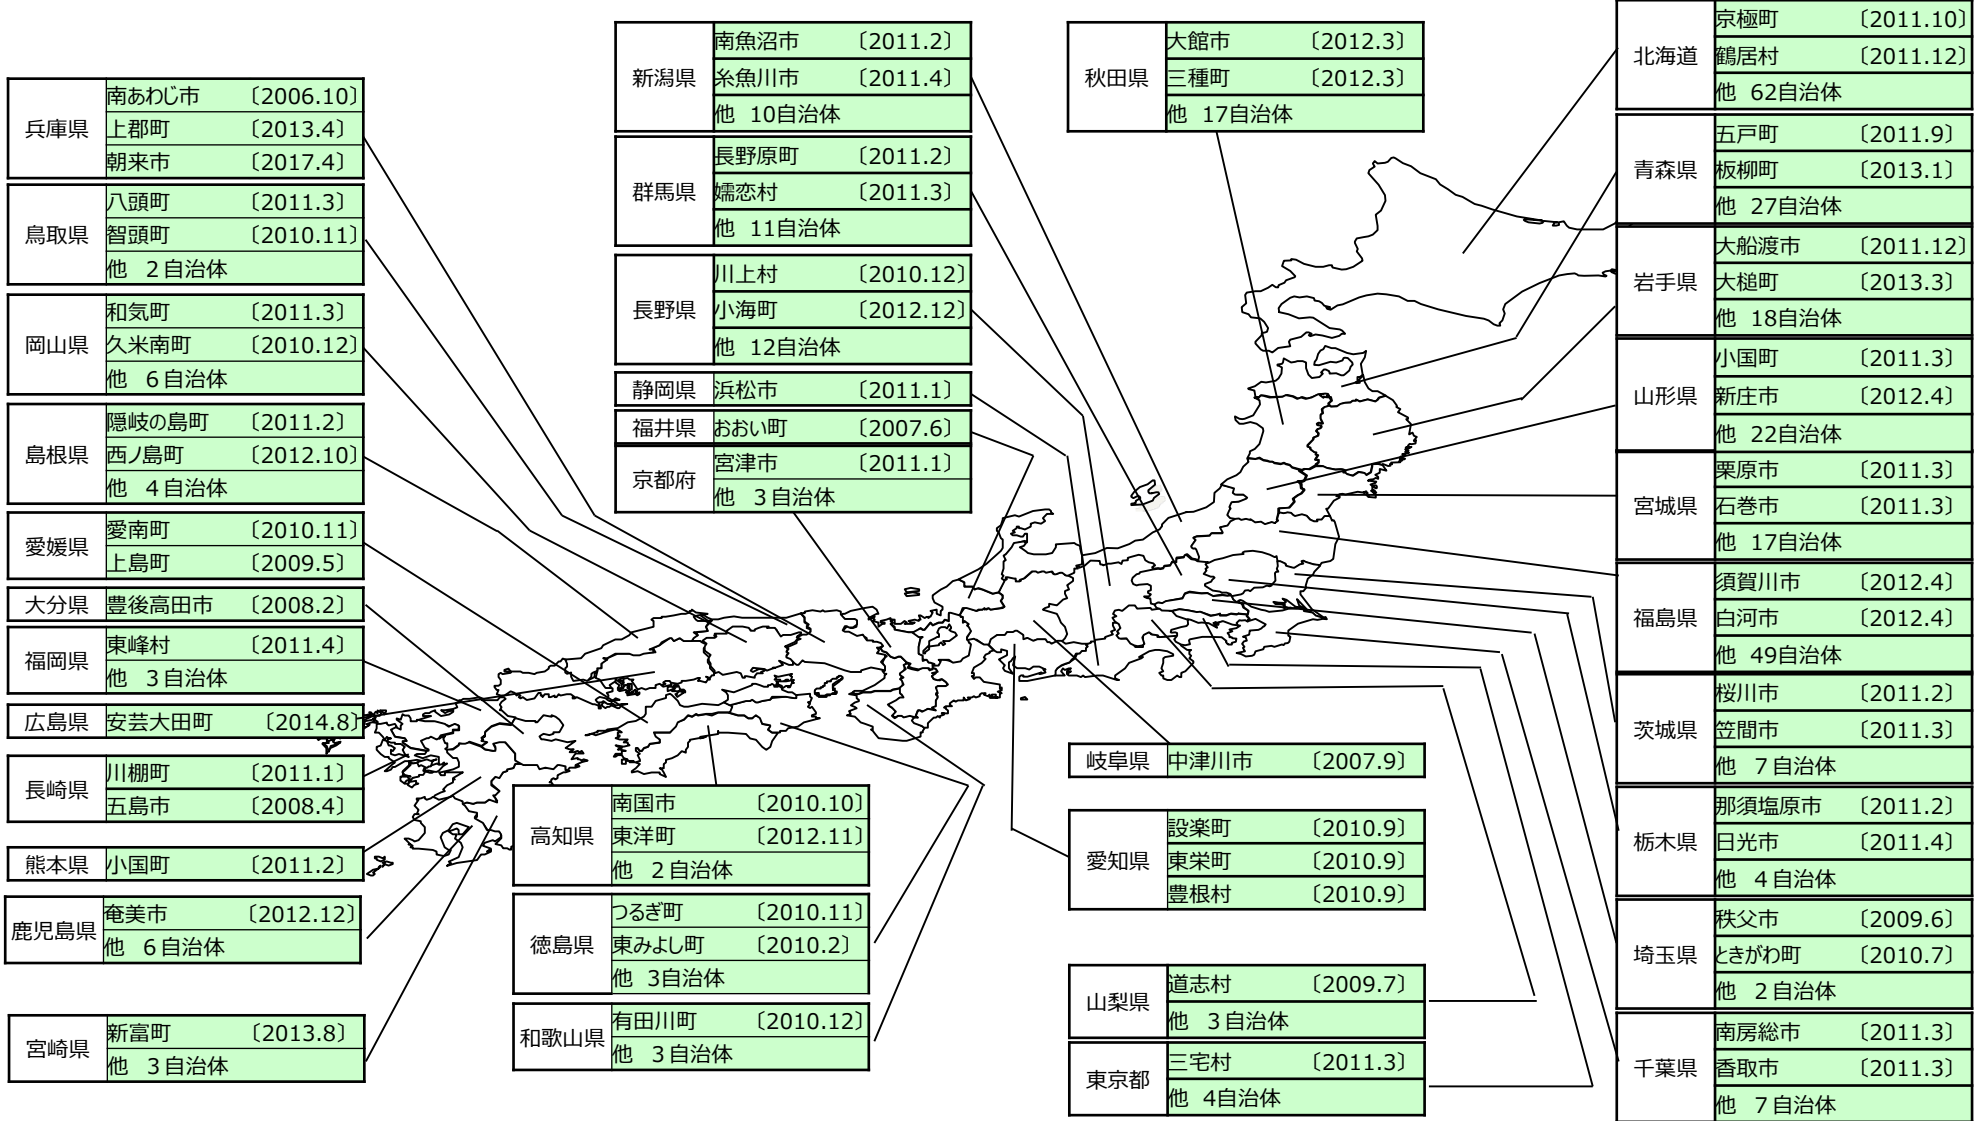 兵庫県
南あわじ市 〔2006.10〕
上郡町 〔2013.4〕
朝来市 〔2017.4〕
鳥取県
八頭町 〔2011.3〕
智頭町 〔2010.11〕
他 2自治体
岡山県
和気町 〔2011.3〕
久米南町 〔2010.12〕
他 6自治体
島根県
隠岐の島町 〔2011.2〕
西ノ島町 〔2012.10〕
他 4自治体
愛媛県
愛南町 〔2010.11〕
上島町 〔2009.5〕
大分県 豊後高田市 〔2008.2〕
福岡県
東峰村 〔2011.4〕
他 3自治体
広島県 安芸大田町 〔2014.8〕
長崎県
川棚町 〔2011.1〕
五島市 〔2008.4〕
熊本県 小国町 〔2011.2〕
鹿児島県
奄美市 〔2012.12〕
他 6自治体
宮崎県
新富町 〔2013.8〕
他 3自治体
新潟県
南魚沼市 〔2011.2〕
糸魚川市 〔2011.4〕
他 10自治体
群馬県
長野原町 〔2011.2〕
嬬恋村 〔2011.3〕
他 11自治体
長野県
川上村 〔2010.12〕
小海町 〔2012.12〕
他 12自治体
静岡県 浜松市 〔2011.1〕
福井県 おおい町 〔2007.6〕
京都府
宮津市 〔2011.1〕
他 3自治体
高知県
南国市 〔2010.10〕
東洋町 〔2012.11〕
他 2自治体
徳島県
つるぎ町 〔2010.11〕
東みよし町 〔2010.2〕
他 3自治体
和歌山県
有田川町 〔2010.12〕
他 3自治体
秋田県
大館市 〔2012.3〕
三種町 〔2012.3〕
他 17自治体
岐阜県 中津川市 〔2007.9〕
愛知県
設楽町 〔2010.9〕
東栄町 〔2010.9〕
豊根村 〔2010.9〕
山梨県
道志村 〔2009.7〕
他 3自治体
東京都
三宅村 〔2011.3〕
他 4自治体
北海道
京極町 〔2011.10〕
鶴居村 〔2011.12〕
他 62自治体
青森県
五戸町 〔2011.9〕
板柳町 〔2013.1〕
他 27自治体
岩手県
大船渡市 〔2011.12〕
大槌町 〔2013.3〕
他 18自治体
山形県
小国町 〔2011.3〕
新庄市 〔2012.4〕
他 22自治体
宮城県
栗原市 〔2011.3〕
石巻市 〔2011.3〕
他 17自治体
福島県
須賀川市 〔2012.4〕
白河市 〔2012.4〕
他 49自治体
茨城県
桜川市 〔2011.2〕
笠間市 〔2011.3〕
他 7自治体
栃木県
那須塩原市 〔2011.2〕
日光市 〔2011.4〕
他 4自治体
埼玉県
秩父市 〔2009.6〕
ときがわ町 〔2010.7〕
他 2自治体
千葉県
南房総市 〔2011.3〕
香取市 〔2011.3〕
他 7自治体